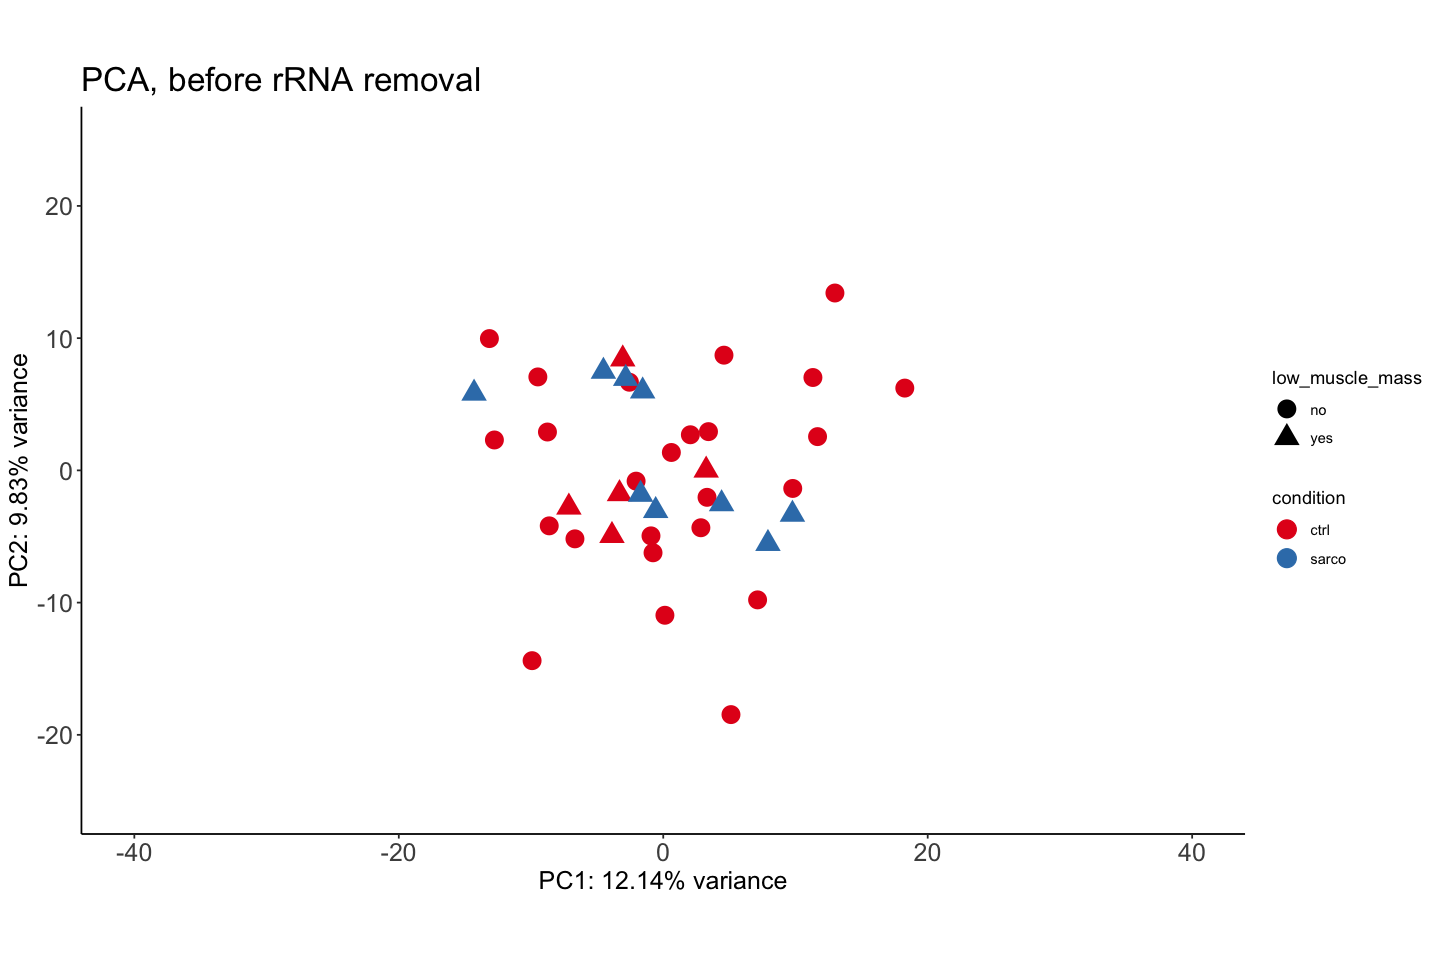 PCA, before rRNA removal
PC2: 9.83% variance
20
10
0
-10
-20
-40
-20
0
20
40
PC1: 12.14% variance
low_muscle_mass
no
yes
condition
ctrl
sarco